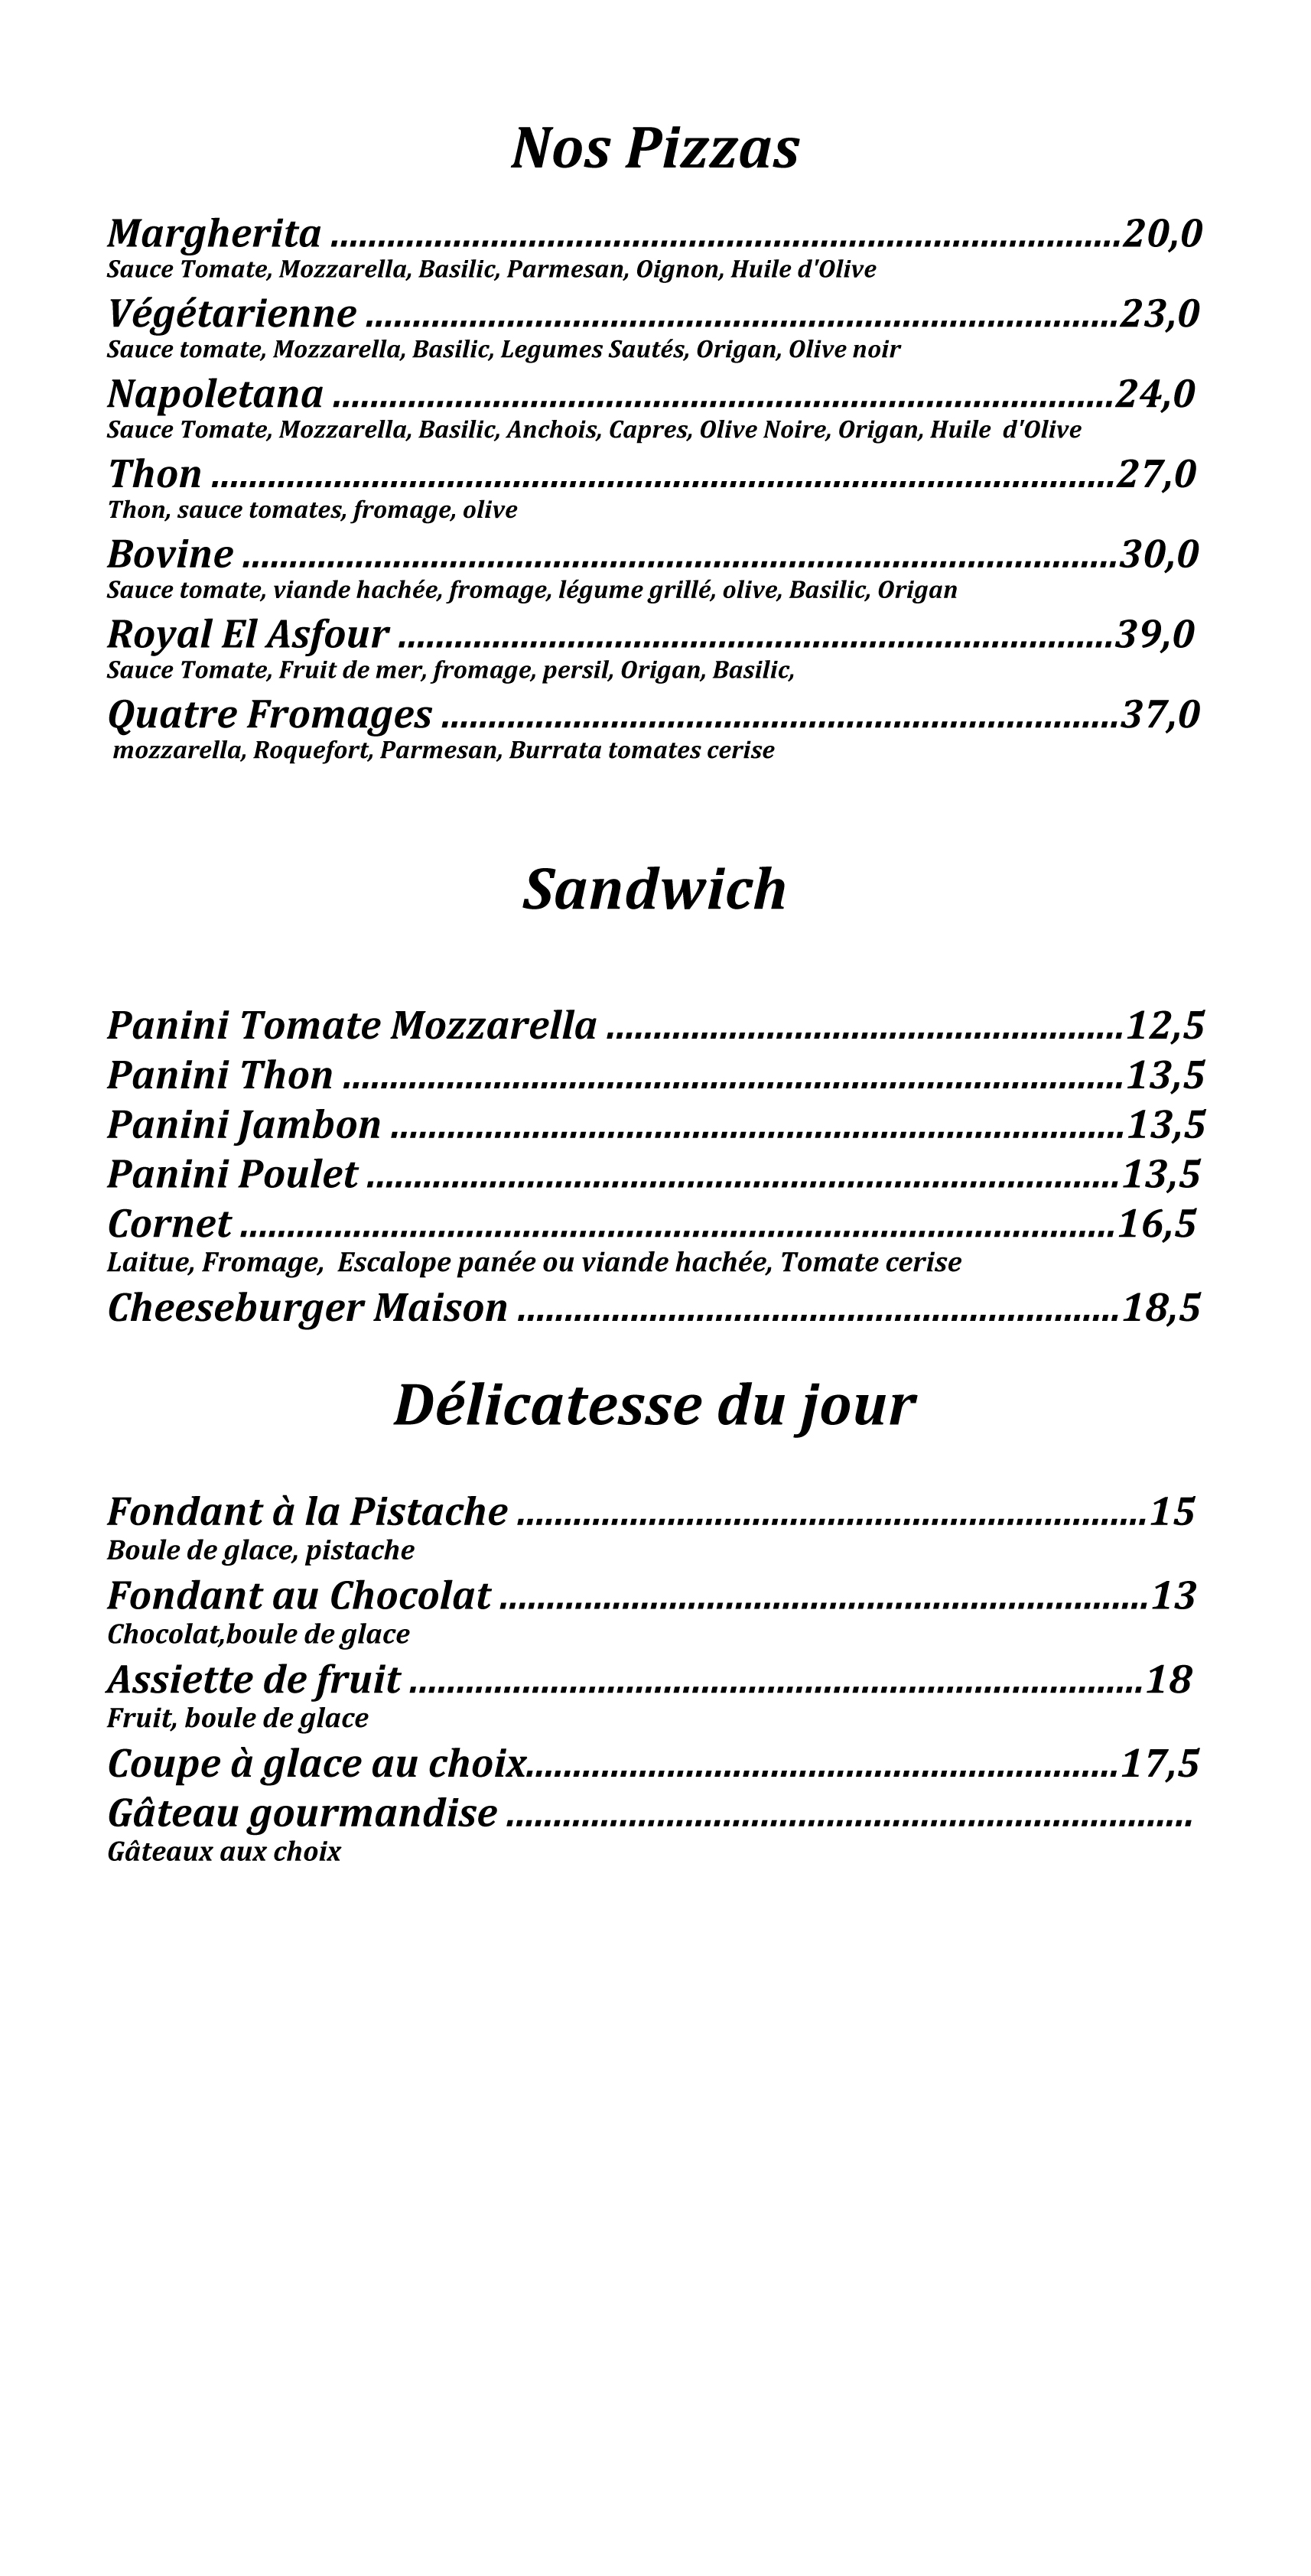 Nos Pizzas
Margherita ....................................................................................20,0
Sauce Tomate, Mozzarella, Basilic, Parmesan, Oignon, Huile d'Olive
Végétarienne ................................................................................23,0
Sauce tomate, Mozzarella, Basilic, Legumes Sautés, Origan, Olive noir
Napoletana ...................................................................................24,0
Sauce Tomate, Mozzarella, Basilic, Anchois, Capres, Olive Noire, Origan, Huile  d'Olive
Thon ................................................................................................27,0
Thon, sauce tomates, fromage, olive
Bovine .............................................................................................30,0
Sauce tomate, viande hachée, fromage, légume grillé, olive, Basilic, Origan
Royal El Asfour ............................................................................39,0
Sauce Tomate, Fruit de mer, fromage, persil, Origan, Basilic,
Quatre Fromages ........................................................................37,0
mozzarella, Roquefort, Parmesan, Burrata tomates cerise
Sandwich
Panini Tomate Mozzarella .......................................................12,5
Panini Thon ...................................................................................13,5
Panini Jambon ..............................................................................13,5
Panini Poulet ................................................................................13,5
Cornet .............................................................................................16,5
Laitue, Fromage,  Escalope panée ou viande hachée, Tomate cerise
Cheeseburger Maison ................................................................18,5
Délicatesse du jour
Fondant à la Pistache ...................................................................15
Boule de glace, pistache
Fondant au Chocolat .....................................................................13
Chocolat,boule de glace
Assiette de fruit ..............................................................................18
Fruit, boule de glace
Coupe à glace au choix...............................................................17,5
Gâteau gourmandise .........................................................................
Gâteaux aux choix